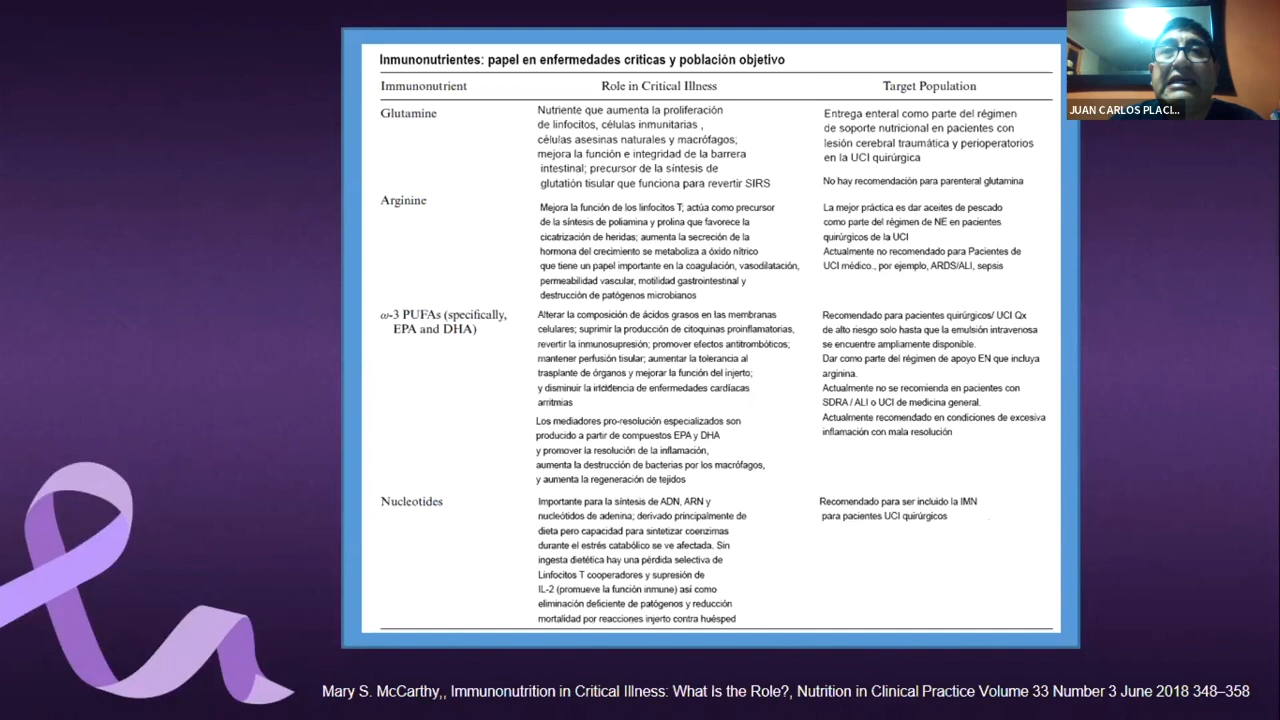 Inmunonutrientes: papel en enfermedades criticas y población objetivo
JUAN CARLOS PLACI...
Immunonutrient
Role in Critical Illness
Target Population
Glutamine
Nutriente que aumenta la proliferación
de linfocitos, células inmunitarias ,
células asesinas naturales y macrófagos;
mejora la función e integridad de la barrera
intestinal; precursor de la síntesis de
glutatión tisular que funciona para revertir SIRS
Entrega enteral como parte del régimen
de soporte nutricional en pacientes con
lesión cerebral traumática y perioperatorios
en la UCI quirúrgica
No hay recomendación para parenteral glutamina
Arginine
Mejora la función de los linfocitos T; actúa como precursor
de la síntesis de poliamina y prolina que favorece la
cicatrización de heridas; aumenta la secreción de la
hormona del crecimiento se metaboliza a óxido nítrico
que tiene un papel importante en la coagulación, vasodilatación,
permeabilidad vascular, motilidad gastrointestinal y
destrucción de patógenos microbianos
La mejor práctica es dar aceites de pescado
como parte del régimen de NE en pacientes
quirúrgicos de la UCI
Actualmente no recomendado para Pacientes de
UCI médico., por ejemplo, ARDS/ALI, sepsis
ω-3 PUFAs (specifically,
EPA and DHA)
Alterar la composición de ácidos grasos en las membranas
celulares; suprimir la producción de citoquinas proinflamatorias,
revertir la inmunosupresión; promover efectos antitrombóticos;
mantener perfusión tisular; aumentar la tolerancia al
trasplante de órganos y mejorar la función del injerto;
y disminuir la incidencia de enfermedades cardíacas
arritmias
Los mediadores pro-resolución especializados son
producido a partir de compuestos EPA y DHA
y promover la resolución de la inflamación,
aumenta la destrucción de bacterias por los macrófagos,
y aumenta la regeneración de tejidos
Recomendado para pacientes quirúrgicos/ UCI Qx
de alto riesgo solo hasta que la emulsión intravenosa
se encuentre ampliamente disponible.
Dar como parte del régimen de apoyo EN que incluya
arginina.
Actualmente no se recomienda en pacientes con
SDRA / ALI o UCI de medicina general.
Actualmente recomendado en condiciones de excesiva
inflamación con mala resolución
Nucleotides
Importante para la síntesis de ADN, ARN y
nucleótidos de adenina; derivado principalmente de
dieta pero capacidad para sintetizar coenzimas
durante el estrés catabólico se ve afectada. Sin
ingesta dietética hay una pérdida selectiva de
Linfocitos T cooperadores y supresión de
IL-2 (promueve la función inmune) así como
eliminación deficiente de patógenos y reducción
mortalidad por reacciones injerto contra huésped
Recomendado para ser incluido la IMN
para pacientes UCI quirúrgicos
Mary S. McCarthy,, Immunonutrition in Critical Illness: What Is the Role?, Nutrition in Clinical Practice Volume 33 Number 3 June 2018 348–358